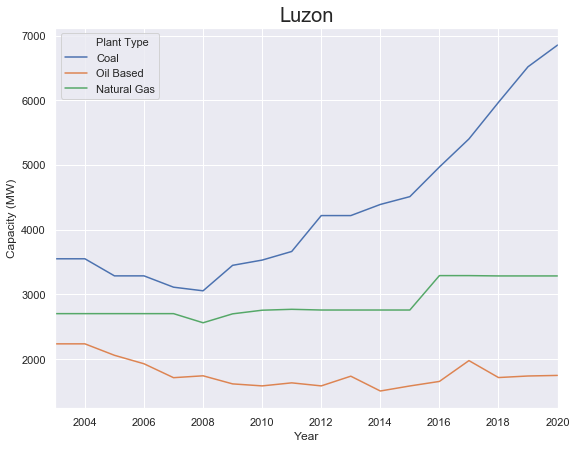 Luzon
Plant Type
Coal
Oil Based
Natural Gas
Capacity (MW)
7000
6000
5000
4000
3000
2000
2004 2006 2008 2010 2012 2014 2016 2018 2020
Year